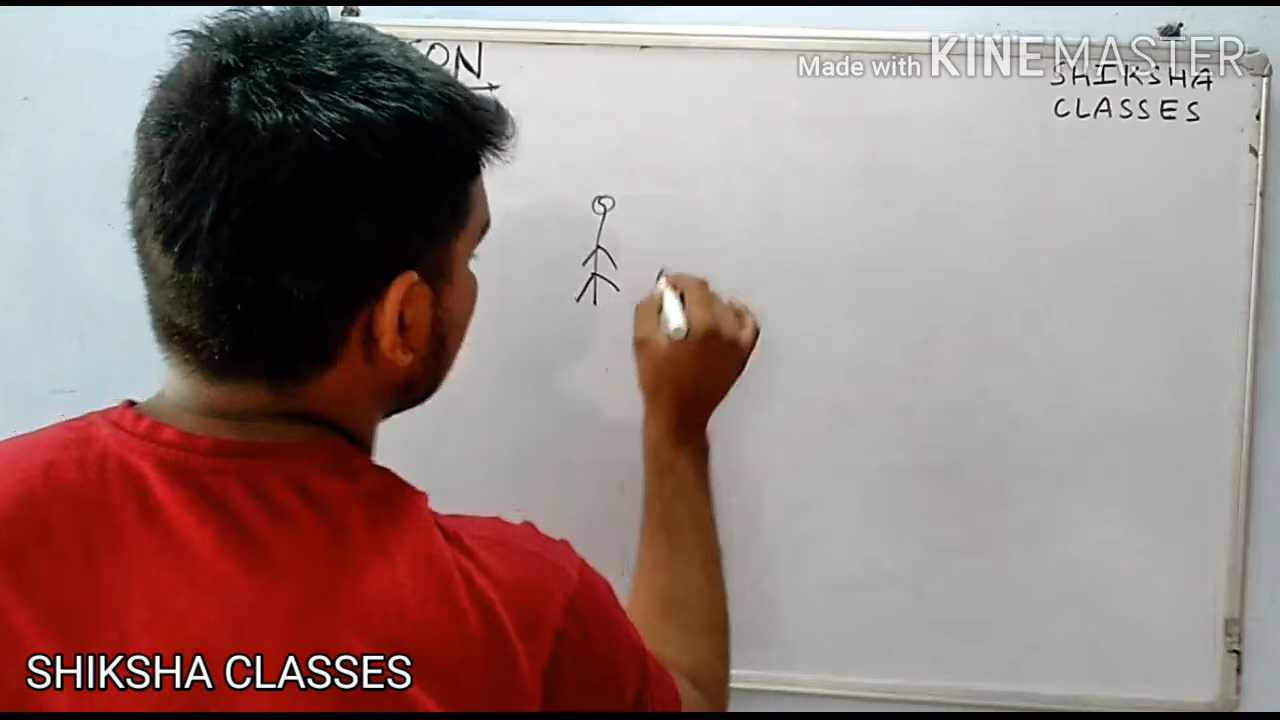 ON
Made with KINEMASTER
SHIKSHA
CLASSES
SHIKSHA CLASSES